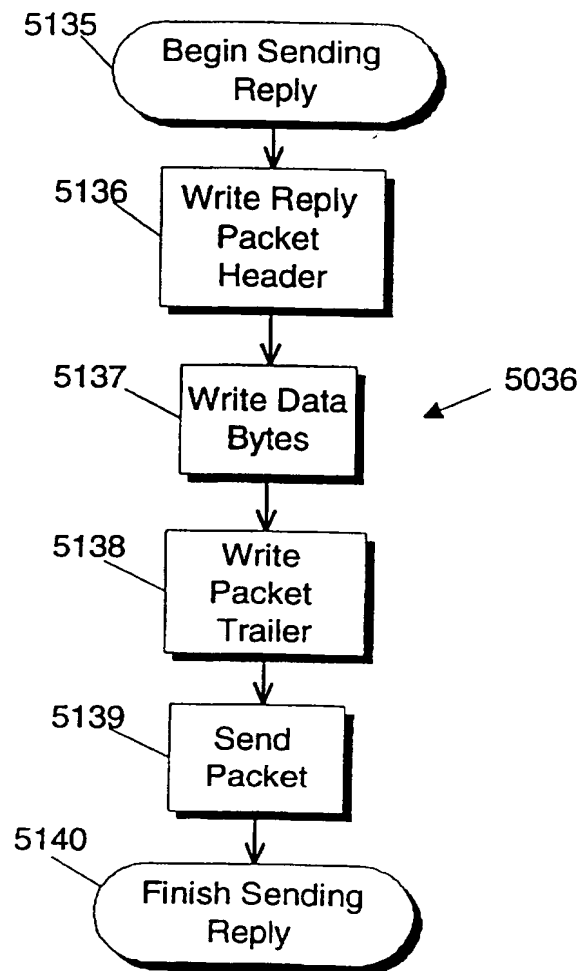 5135
Begin Sending
Reply
5136
Write Reply
Packet
Header
5137
Write Data
Bytes
5036
5138
Write
Packet
Trailer
5139
Send
Packet
5140
Finish Sending
Reply